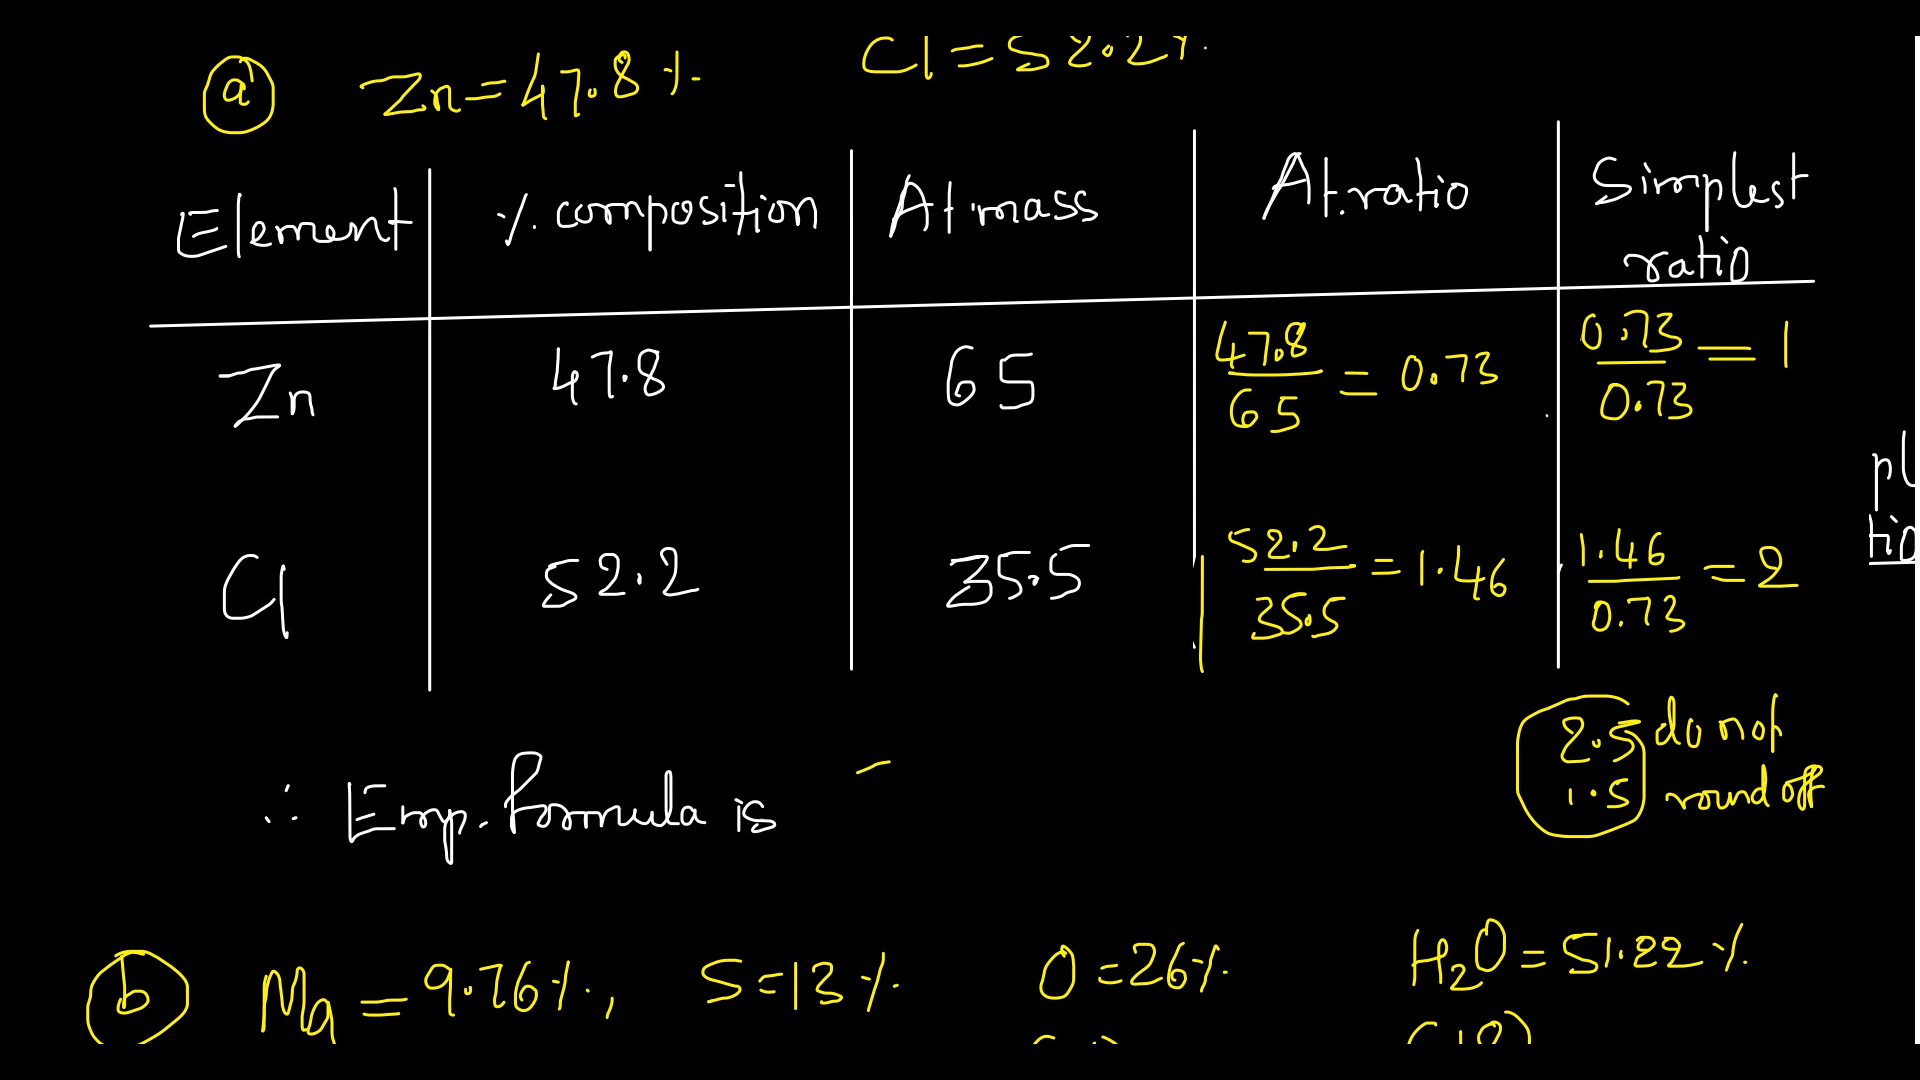 a Zn = 47.8 % Cl = 52.2%.
Element % composition At. mass At. ratio Simplest ratio
Zn 47.8 65 47.8/65 = 0.73 0.73/0.73 = 1
Cl 52.2 35.5 52.2/35.5 = 1.46 1.46/0.73 = 2
2.5 do not
1.5 round off
∴ Emp. formula is
b Mg = 9.76%, S = 13 %. O = 26%. H₂O = 51.22 %.